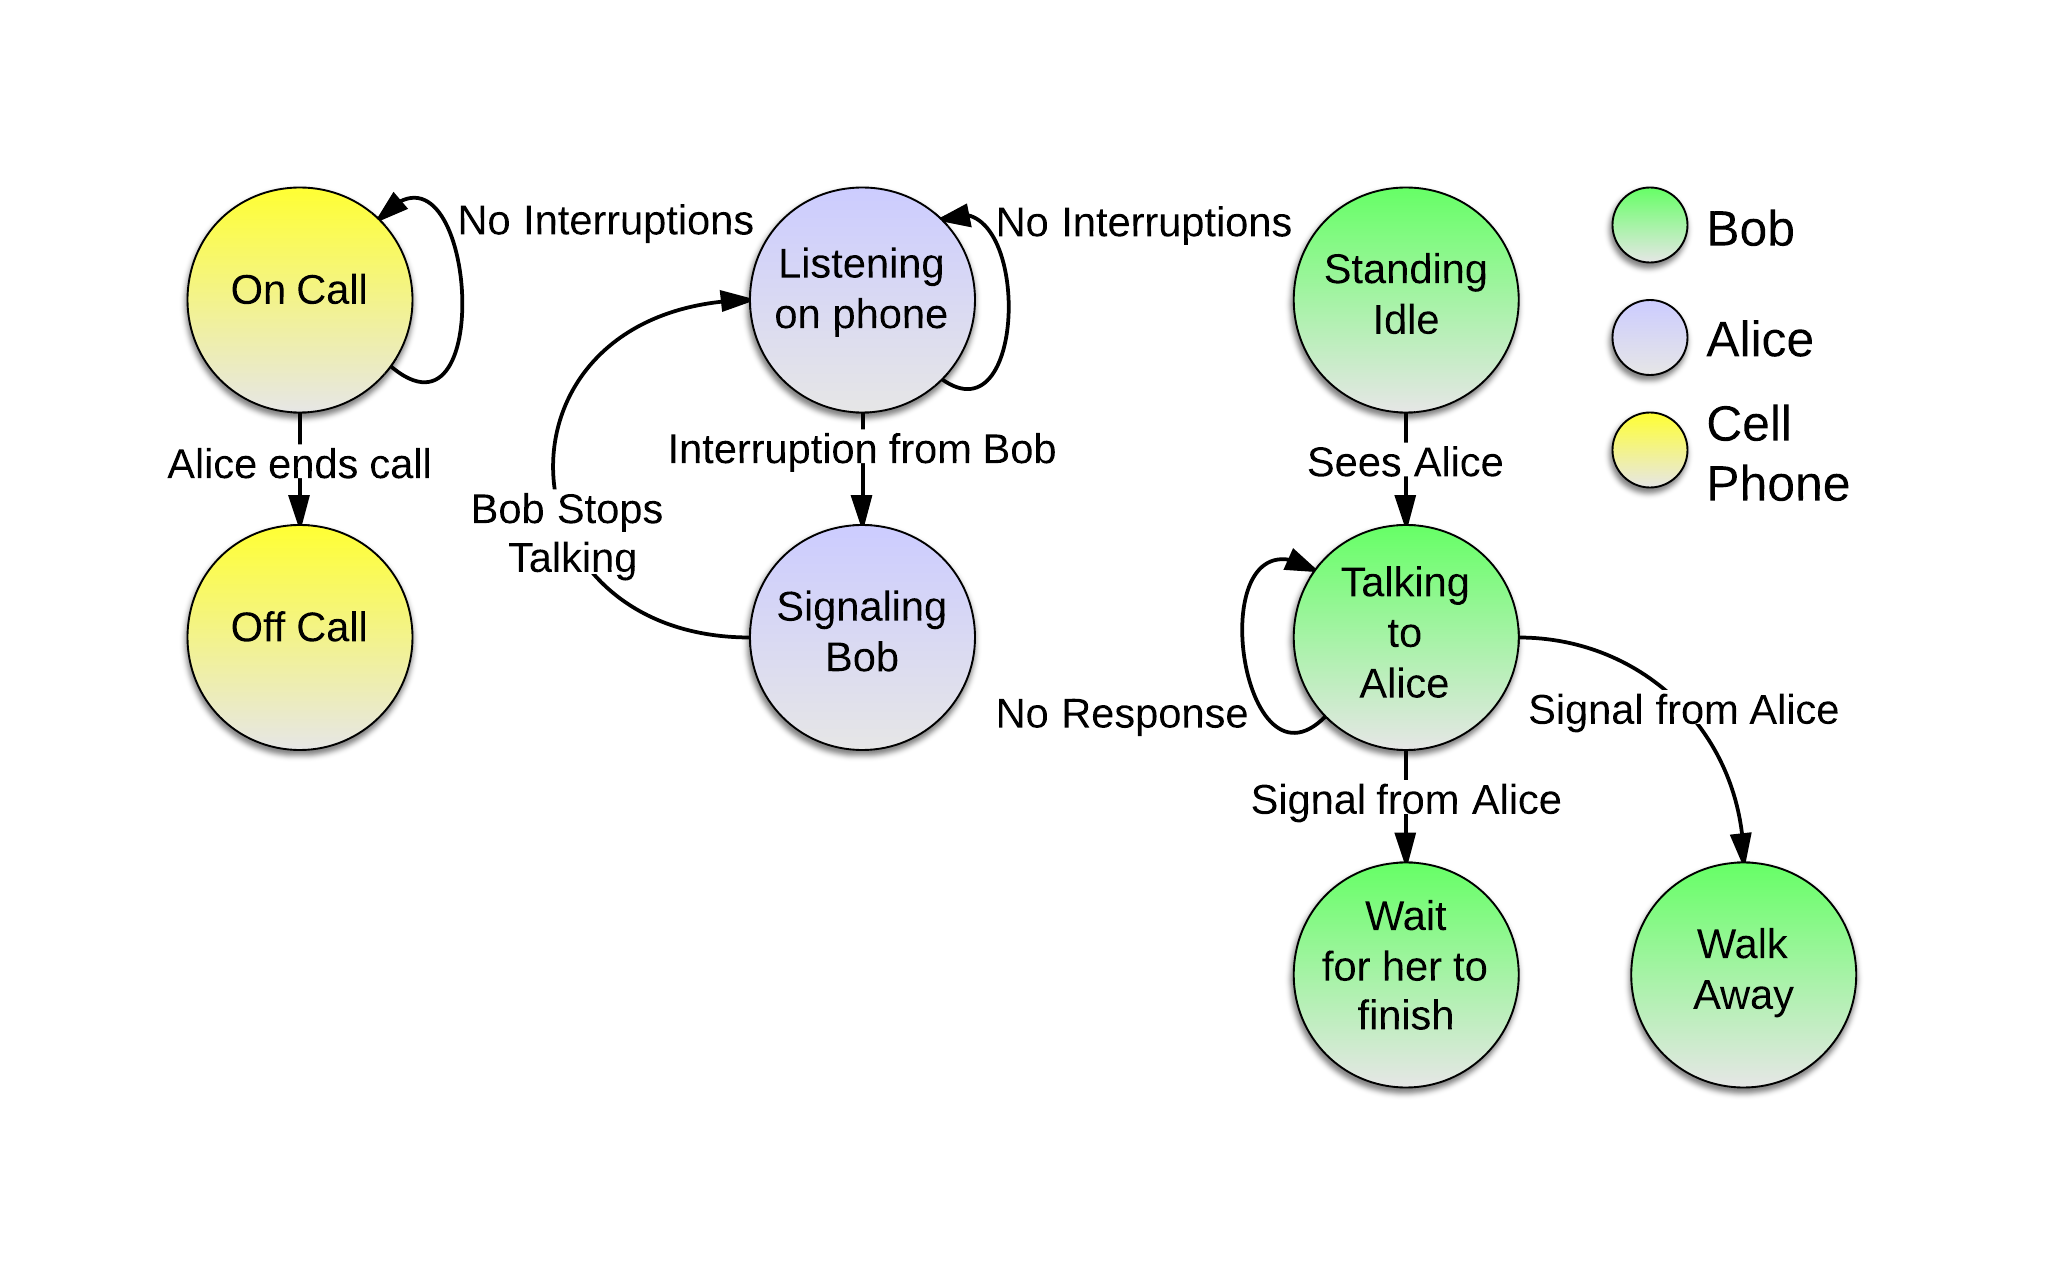 On Call
No Interruptions
Alice ends call
Off Call
Listening
on phone
No Interruptions
Interruption from Bob
Bob Stops
Talking
Signaling
Bob
Standing
Idle
Sees Alice
Talking
to
Alice
No Response
Signal from Alice
Signal from Alice
Wait
for her to
finish
Walk
Away
Bob
Alice
Cell
Phone